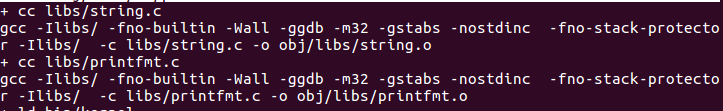 + cc libs/string.c
gcc -Ilibs/ -fno-builtin -Wall -ggdb -m32 -gstabs -nostdinc  -fno-stack-protecto
r -Ilibs/  -c libs/string.c -o obj/libs/string.o
+ cc libs/printfmt.c
gcc -Ilibs/ -fno-builtin -Wall -ggdb -m32 -gstabs -nostdinc  -fno-stack-protecto
r -Ilibs/  -c libs/printfmt.c -o obj/libs/printfmt.o
+ ld bin/kernel